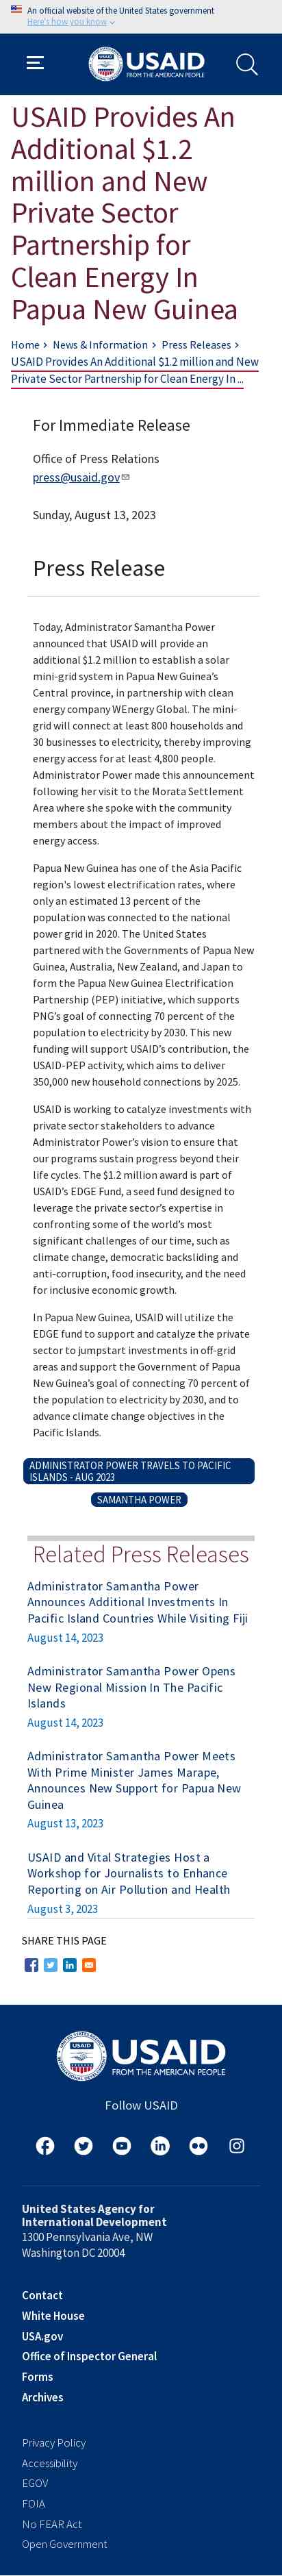 An official website of the United States government
Here's how you know
USAID
FROM THE AMERICAN PEOPLE
USAID Provides An
Additional $1.2
million and New
Private Sector
Partnership for
Clean Energy In
Papua New Guinea
Home > News & Information > Press Releases >
USAID Provides An Additional $1.2 million and New
Private Sector Partnership for Clean Energy In ...
For Immediate Release
Office of Press Relations
press@usaid.gov
Sunday, August 13, 2023
Press Release
Today, Administrator Samantha Power
announced that USAID will provide an
additional $1.2 million to establish a solar
mini-grid system in Papua New Guinea’s
Central province, in partnership with clean
energy company WEnergy Global. The mini-
grid will connect at least 800 households and
30 businesses to electricity, thereby improving
energy access for at least 4,800 people.
Administrator Power made this announcement
following her visit to the Morata Settlement
Area where she spoke with the community
members about the impact of improved
energy access.
Papua New Guinea has one of the Asia Pacific
region's lowest electrification rates, where
only an estimated 13 percent of the
population was connected to the national
power grid in 2020. The United States
partnered with the Governments of Papua New
Guinea, Australia, New Zealand, and Japan to
form the Papua New Guinea Electrification
Partnership (PEP) initiative, which supports
PNG’s goal of connecting 70 percent of the
population to electricity by 2030. This new
funding will support USAID’s contribution, the
USAID-PEP activity, which aims to deliver
350,000 new household connections by 2025.
USAID is working to catalyze investments with
private sector stakeholders to advance
Administrator Power’s vision to ensure that
our programs sustain progress beyond their
life cycles. The $1.2 million award is part of
USAID’s EDGE Fund, a seed fund designed to
leverage the private sector’s expertise in
confronting some of the world’s most
significant challenges of our time, such as
climate change, democratic backsliding and
anti-corruption, food insecurity, and the need
for inclusive economic growth.
In Papua New Guinea, USAID will utilize the
EDGE fund to support and catalyze the private
sector to jumpstart investments in off-grid
areas and support the Government of Papua
New Guinea’s goal of connecting 70 percent of
the population to electricity by 2030, and to
advance climate change objectives in the
Pacific Islands.
ADMINISTRATOR POWER TRAVELS TO PACIFIC
ISLANDS - AUG 2023
SAMANTHA POWER
Related Press Releases
Administrator Samantha Power
Announces Additional Investments In
Pacific Island Countries While Visiting Fiji
August 14, 2023
Administrator Samantha Power Opens
New Regional Mission In The Pacific
Islands
August 14, 2023
Administrator Samantha Power Meets
With Prime Minister James Marape,
Announces New Support for Papua New
Guinea
August 13, 2023
USAID and Vital Strategies Host a
Workshop for Journalists to Enhance
Reporting on Air Pollution and Health
August 3, 2023
SHARE THIS PAGE
USAID
FROM THE AMERICAN PEOPLE
Follow USAID
United States Agency for
International Development
1300 Pennsylvania Ave, NW
Washington DC 20004
Contact
White House
USA.gov
Office of Inspector General
Forms
Archives
Privacy Policy
Accessibility
EGOV
FOIA
No FEAR Act
Open Government